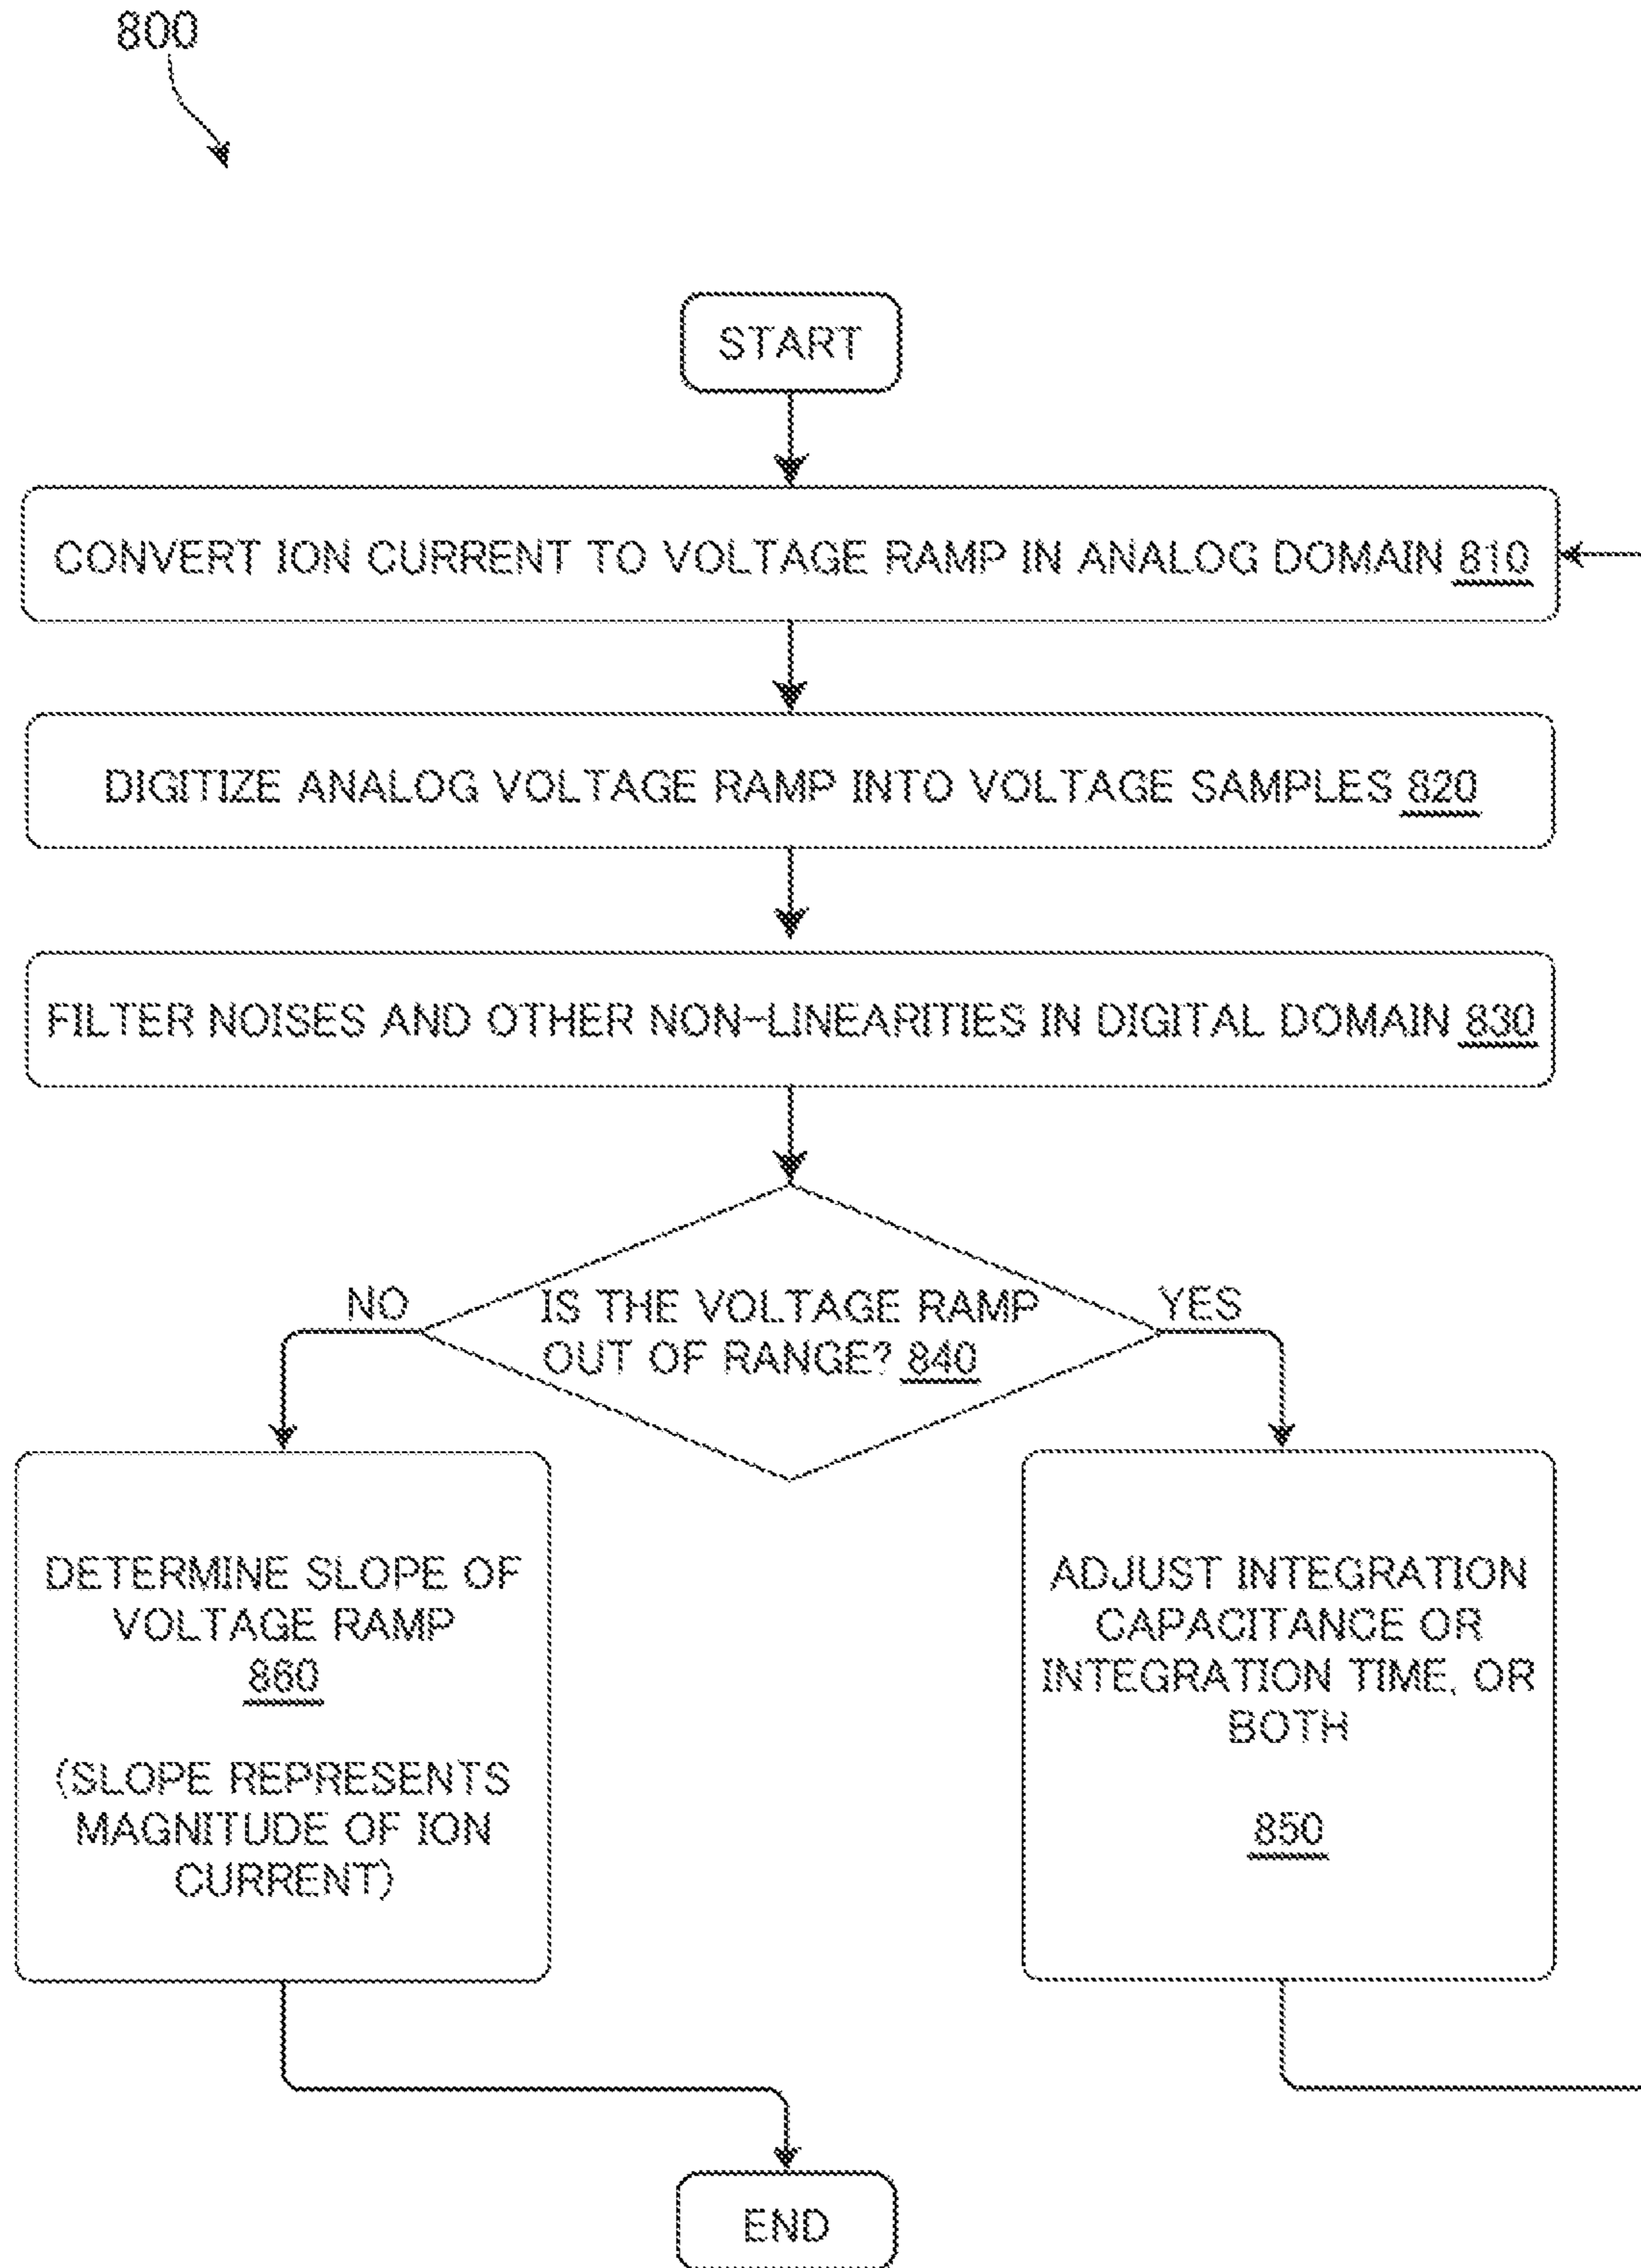 800
START
CONVERT ION CURRENT TO VOLTAGE RAMP IN ANALOG DOMAIN 810
DIGITIZE ANALOG VOLTAGE RAMP INTO VOLTAGE SAMPLES 820
FILTER NOISES AND OTHER NON-LINEARITIES IN DIGITAL DOMAIN 830
NO
IS THE VOLTAGE RAMP
OUT OF RANGE? 840
YES
DETERMINE SLOPE OF
VOLTAGE RAMP
860
(SLOPE REPRESENTS
MAGNITUDE OF ION
CURRENT)
ADJUST INTEGRATION
CAPACITANCE OR
INTEGRATION TIME, OR
BOTH
850
END